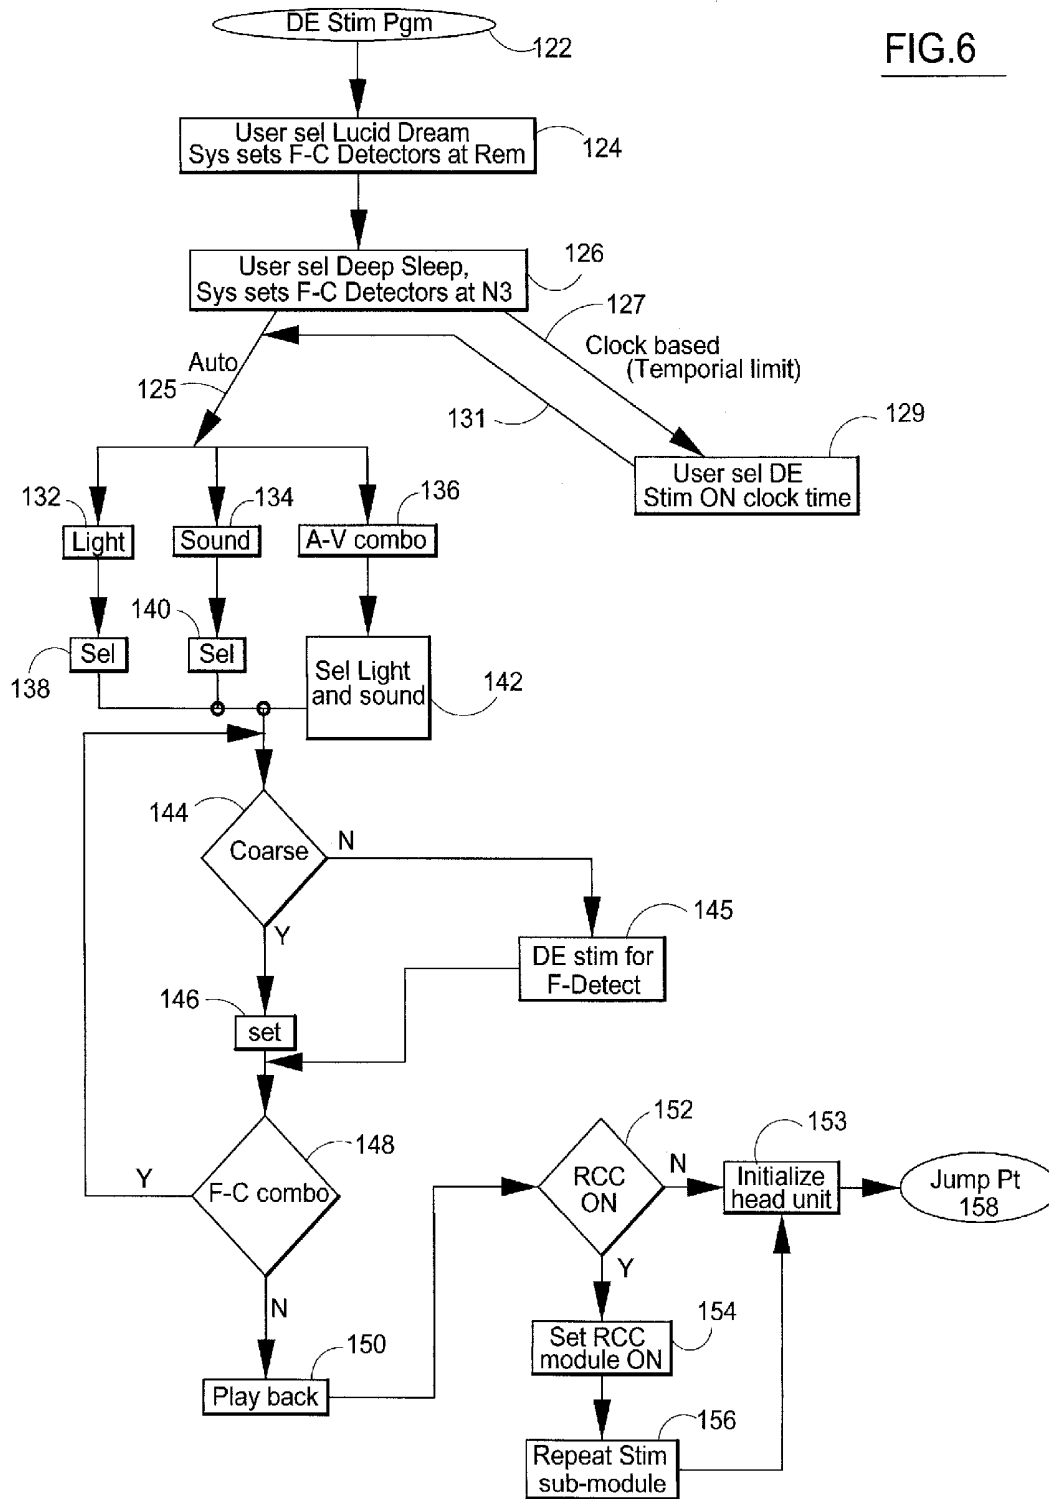 DE Stim Pgm
122
FIG.6
User sel Lucid Dream
Sys sets F-C Detectors at Rem
124
User sel Deep Sleep,
Sys sets F-C Detectors at N3
126
127
Clock based
(Temporial limit)
Auto
125
131
129
User sel DE
Stim ON clock time
132
134
136
Light
Sound
A-V combo
140
Sel
Sel
138
Sel Light
and sound
142
144
Coarse
N
Y
145
DE stim for
F-Detect
146
set
148
F-C combo
Y
N
150
Play back
152
RCC
ON
N
Y
153
Initialize
head unit
Jump Pt
158
154
Set RCC
module ON
156
Repeat Stim
sub-module